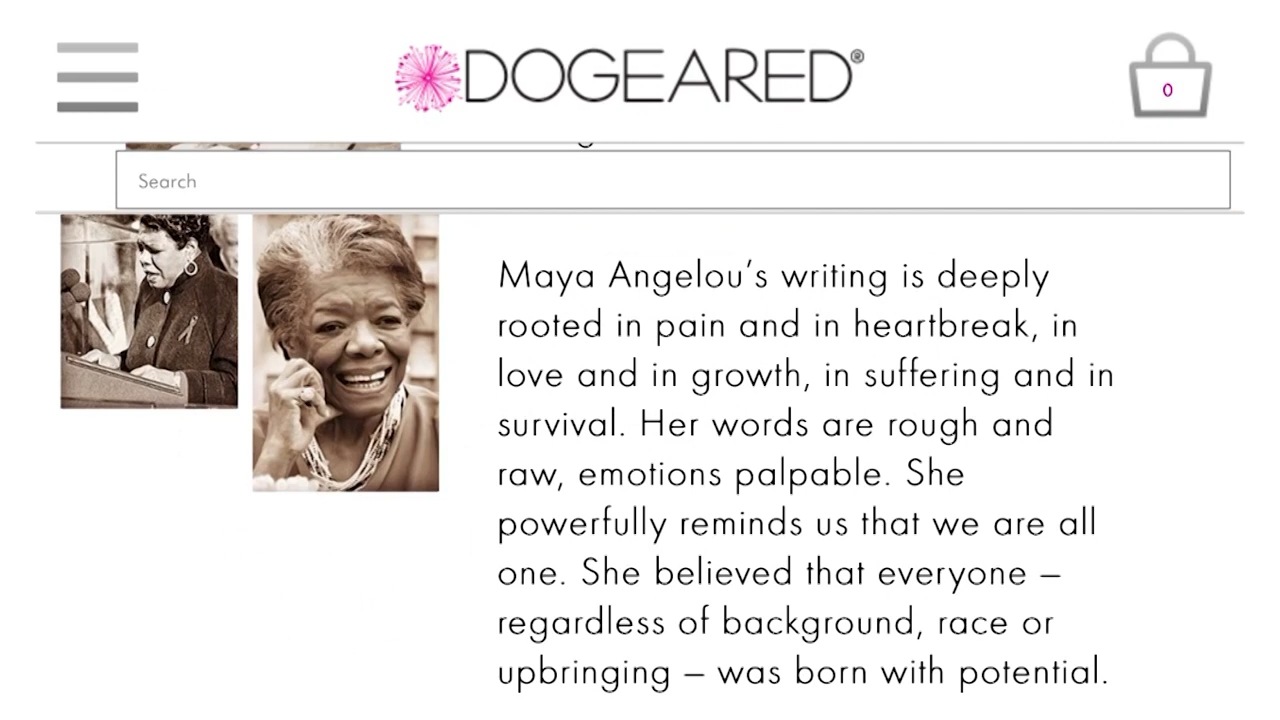 DOGEARED®
0
Search
Maya Angelou’s writing is deeply
rooted in pain and in heartbreak, in
love and in growth, in suffering and in
survival. Her words are rough and
raw, emotions palpable. She
powerfully reminds us that we are all
one. She believed that everyone –
regardless of background, race or
upbringing – was born with potential.